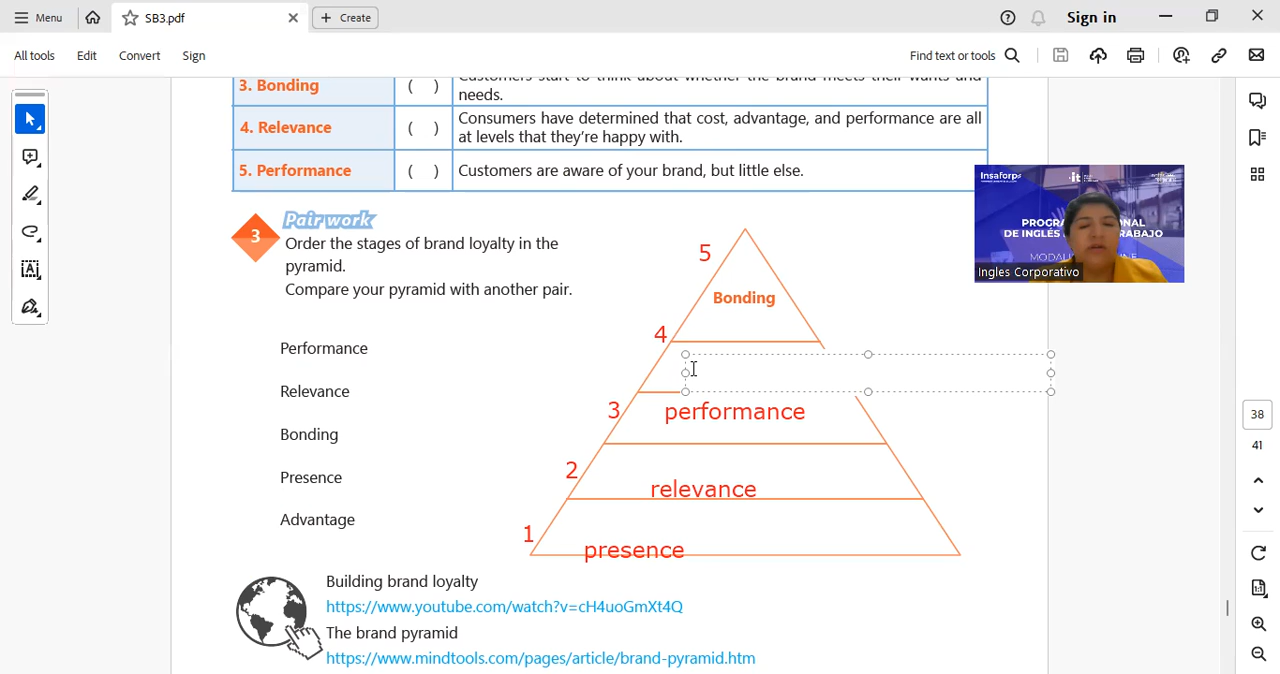 Menu
SB3.pdf
Create
Sign in
All tools
Edit
Convert
Sign
Find text or tools
3. Bonding
( )
Customers start to think about whether the brand meets their wants and
needs.
4. Relevance
( )
Consumers have determined that cost, advantage, and performance are all
at levels that they're happy with.
5. Performance
( )
Customers are aware of your brand, but little else.
3
Pair work
Order the stages of brand loyalty in the
pyramid.
Compare your pyramid with another pair.
Performance
Relevance
Bonding
Presence
Advantage
5
Bonding
4
3
performance
2
relevance
1
presence
Building brand loyalty
https://www.youtube.com/watch?v=cH4uoGmXt4Q
The brand pyramid
https://www.mindtools.com/pages/article/brand-pyramid.htm
Insaforp
·it
Ingles Corporativo
38
41